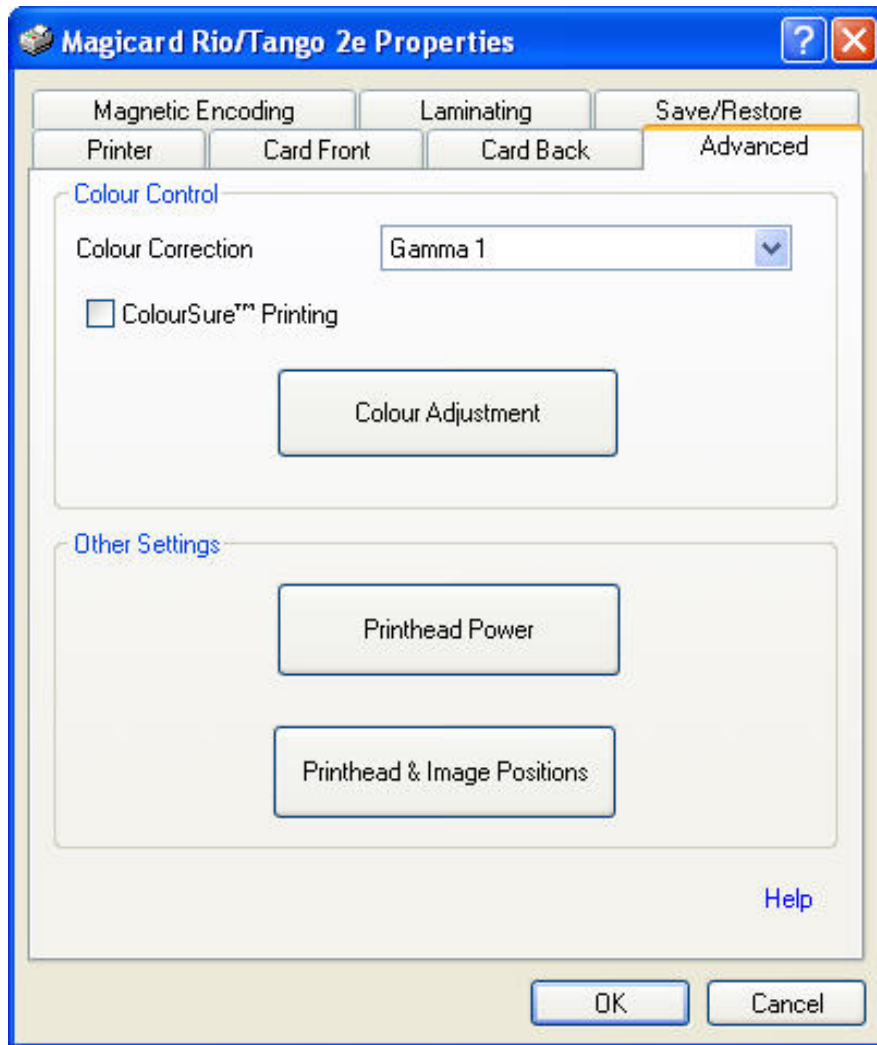 Magicard Rio/Tango 2e Properties
Magnetic Encoding Laminating Save/Restore
Printer Card Front Card Back Advanced
Colour Control
Colour Correction Gamma 1
ColourSure™ Printing
Colour Adjustment
Other Settings
Printhead Power
Printhead & Image Positions
Help
OK Cancel